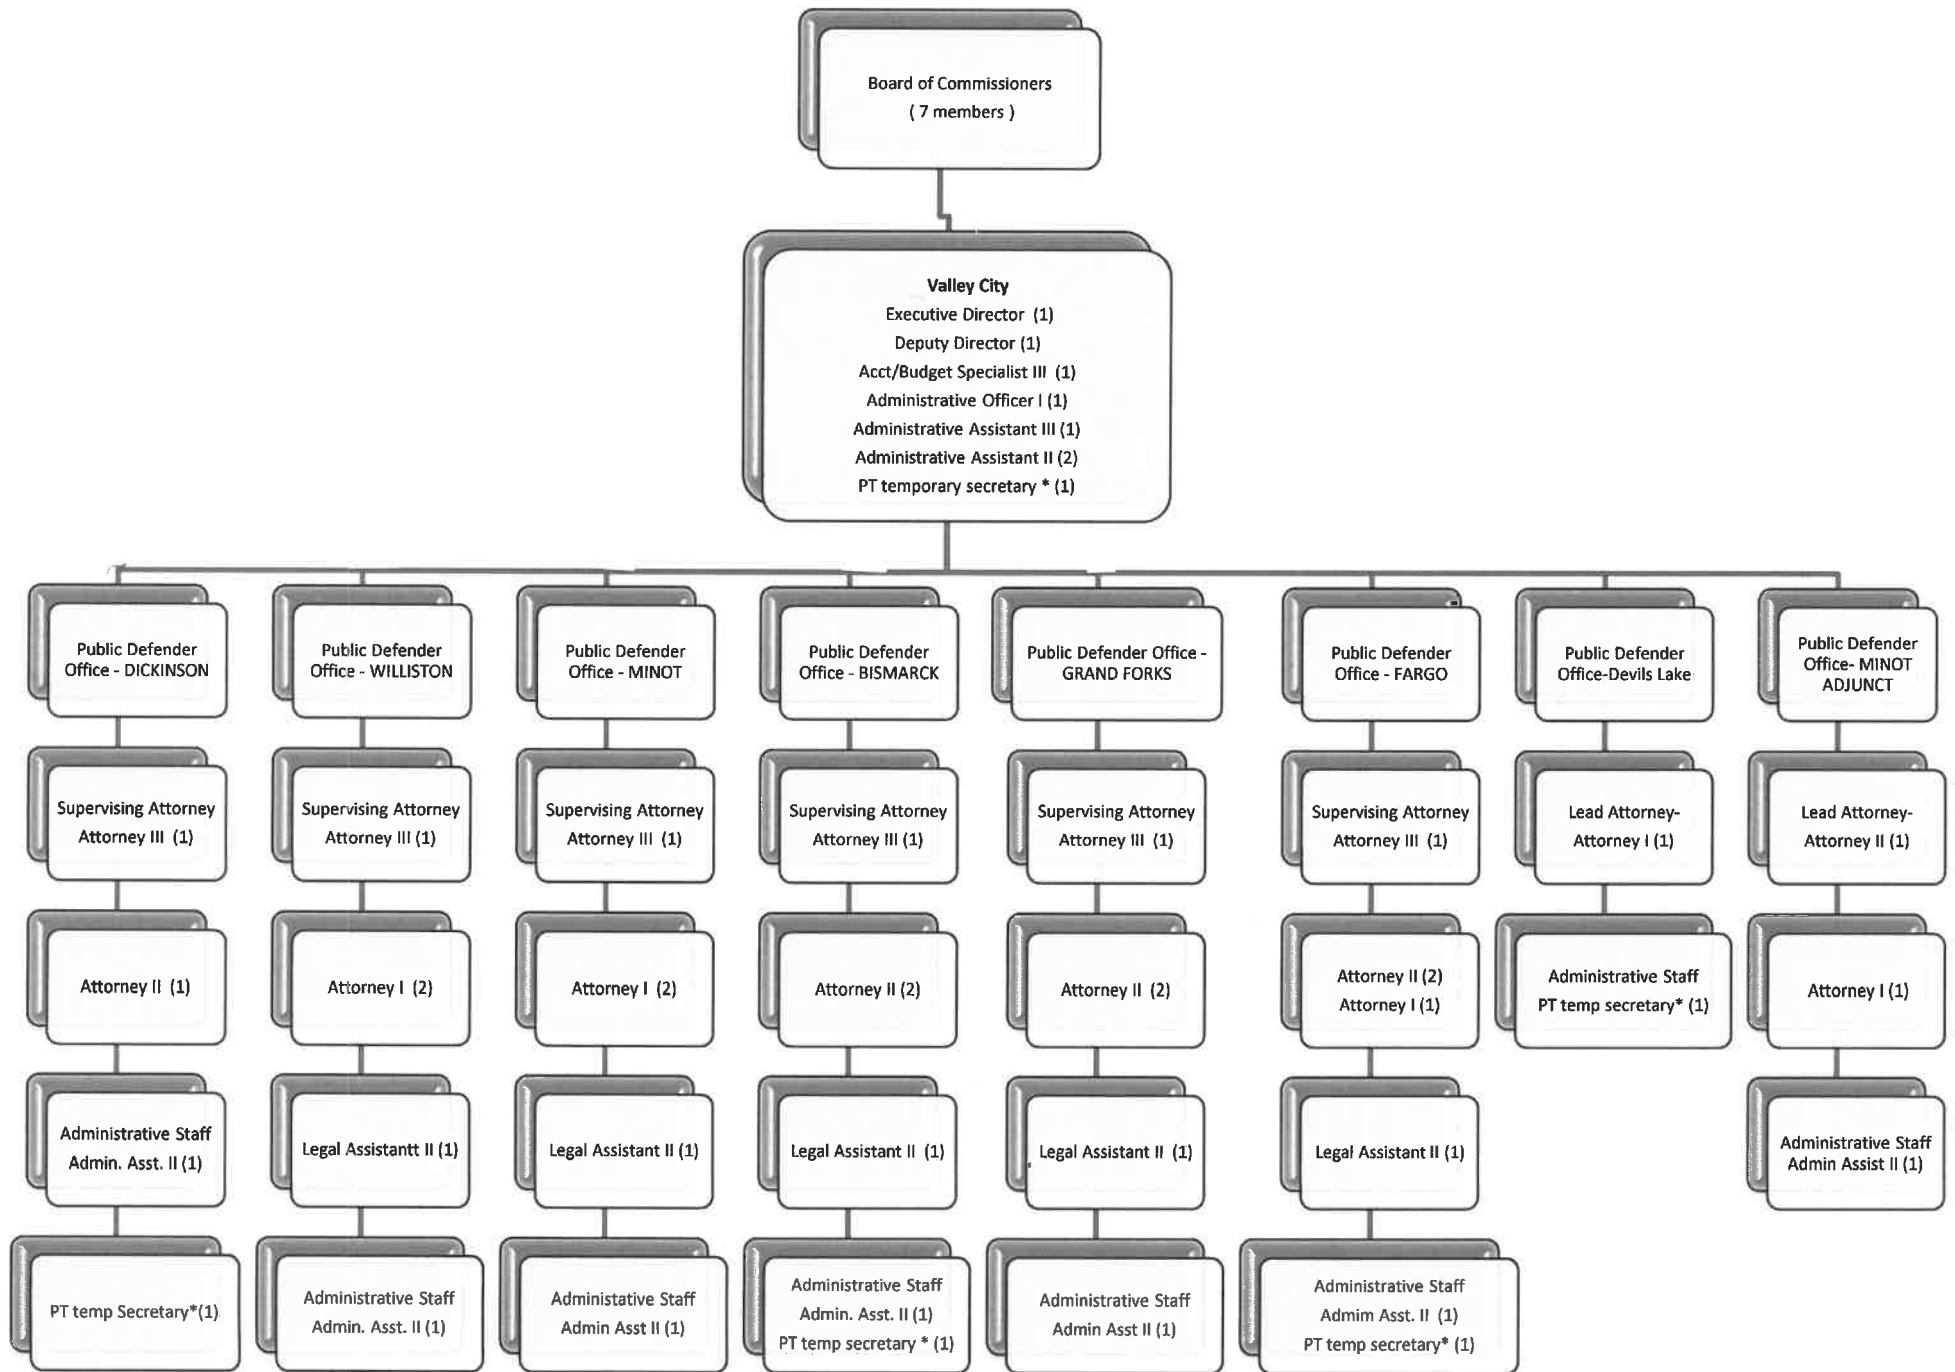 Board of Commissioners
( 7 members )
Valley City
Executive Director (1)
Deputy Director (1)
Acct/Budget Specialist III (1)
Administrative Officer I (1)
Administrative Assistant III (1)
Administrative Assistant II (2)
PT temporary secretary * (1)
Public Defender
Office - DICKINSON
Public Defender
Office - WILLISTON
Public Defender
Office - MINOT
Public Defender
Office - BISMARCK
Public Defender Office -
GRAND FORKS
Public Defender
Office - FARGO
Public Defender
Office-Devils Lake
Public Defender
Office- MINOT
ADJUNCT
Supervising Attorney
Attorney III (1)
Supervising Attorney
Attorney III (1)
Supervising Attorney
Attorney III (1)
Supervising Attorney
Attorney III (1)
Supervising Attorney
Attorney III (1)
Supervising Attorney
Attorney III (1)
Lead Attorney-
Attorney I (1)
Lead Attorney-
Attorney II (1)
Attorney II (1)
Attorney I (2)
Attorney I (2)
Attorney II (2)
Attorney II (2)
Attorney II (2)
Attorney I (1)
Administrative Staff
PT temp secretary* (1)
Attorney I (1)
Administrative Staff
Admin. Asst. II (1)
Legal Assistantt II (1)
Legal Assistant II (1)
Legal Assistant II (1)
Legal Assistant II (1)
Legal Assistant II (1)
Administrative Staff
Admin Assist II (1)
PT temp Secretary*(1)
Administrative Staff
Admin. Asst. II (1)
Administative Staff
Admin Asst II (1)
Administrative Staff
Admin. Asst. II (1)
PT temp secretary * (1)
Administrative Staff
Admin Asst II (1)
Administrative Staff
Admim Asst. II (1)
PT temp secretary* (1)